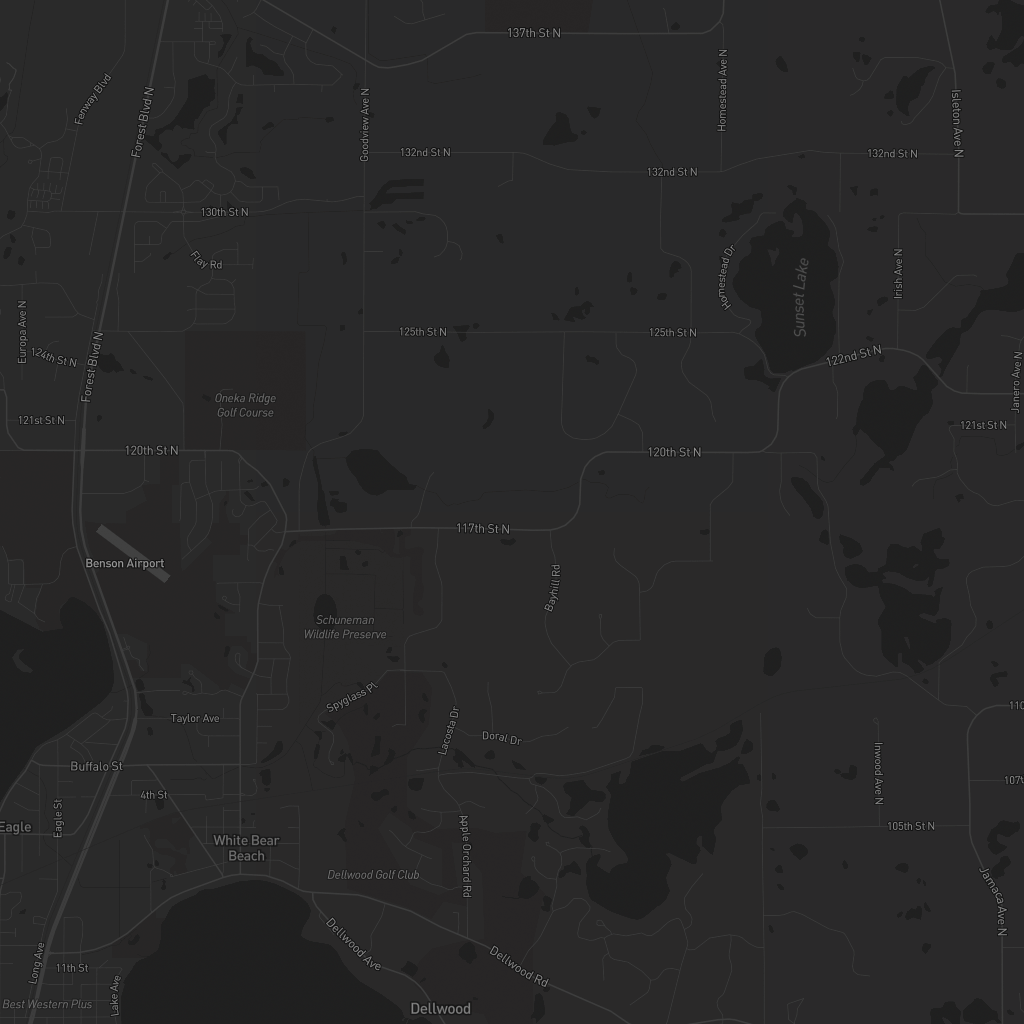 137th St N
Homestead Ave N
Fenway Blvd
Forest Blvd N
Goodview Ave N
Isleton Ave N
132nd St N
132nd St N
132nd St N
130th St N
Flay Rd
Homestead Dr
Sunset Lake
Irish Ave N
Europa Ave N
125th St N
125th St N
124th St N
Forest Blvd N
122nd St N
Janero Ave N
Oneka Ridge
Golf Course
121st St N
121st St N
120th St N
120th St N
117th St N
Benson Airport
Bayhill Rd
Schuneman
Wildlife Preserve
Spyglass Pl
Taylor Ave
Lacosta Dr
Doral Dr
110
Buffalo St
Inwood Ave N
107t
4th St
Eagle St
Eagle
105th St N
White Bear
Beach
Apple Orchard Rd
Dellwood Golf Club
Jamaca Ave N
Dellwood Ave
Long Ave
11th St
Dellwood Rd
Lake Ave
Best Western Plus
Dellwood